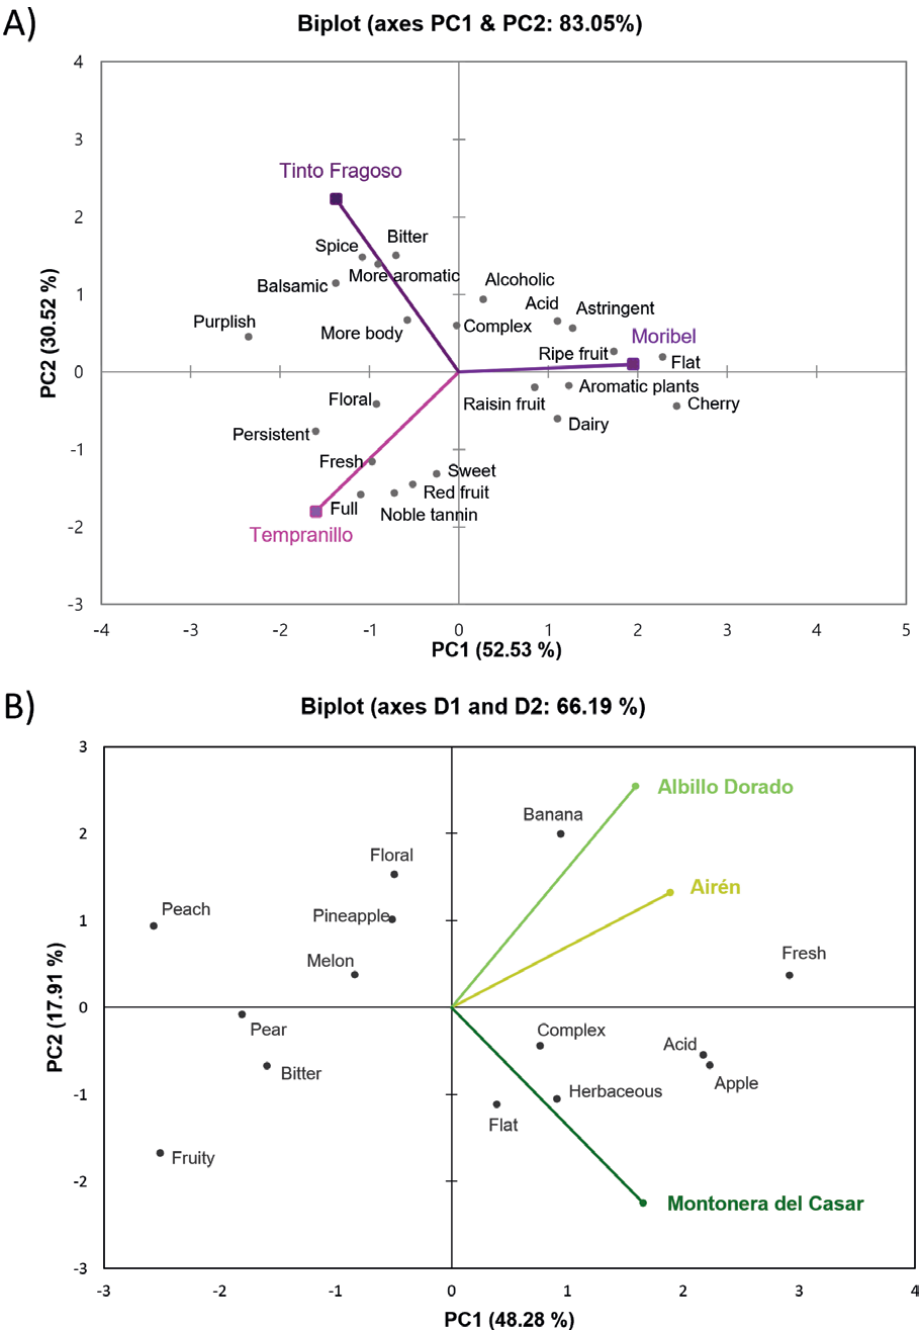 A)
Biplot (axes PC1 & PC2: 83.05%)
4
3
2
1
0
-1
-2
-3
PC2 (30.52 %)
Tinto Fragoso
Bitter
Spice
More aromatic
Balsamic
Alcoholic
Acid
Astringent
Purplish
More body
Complex
Moribel
Ripe fruit
Flat
Aromatic plants
Floral
Raisin fruit
Cherry
Dairy
Persistent
Fresh
Sweet
Red fruit
Full
Noble tannin
Tempranillo
-4 -3 -2 -1 0 1 2 3 4 5
PC1 (52.53 %)
B)
Biplot (axes D1 and D2: 66.19 %)
3
2
1
0
-1
-2
-3
PC2 (17.91 %)
Albillo Dorado
Banana
Floral
Airén
Peach
Pineapple
Melon
Fresh
Pear
Complex
Acid
Bitter
Apple
Herbaceous
Flat
Fruity
Montonera del Casar
-3 -2 -1 0 1 2 3 4
PC1 (48.28 %)